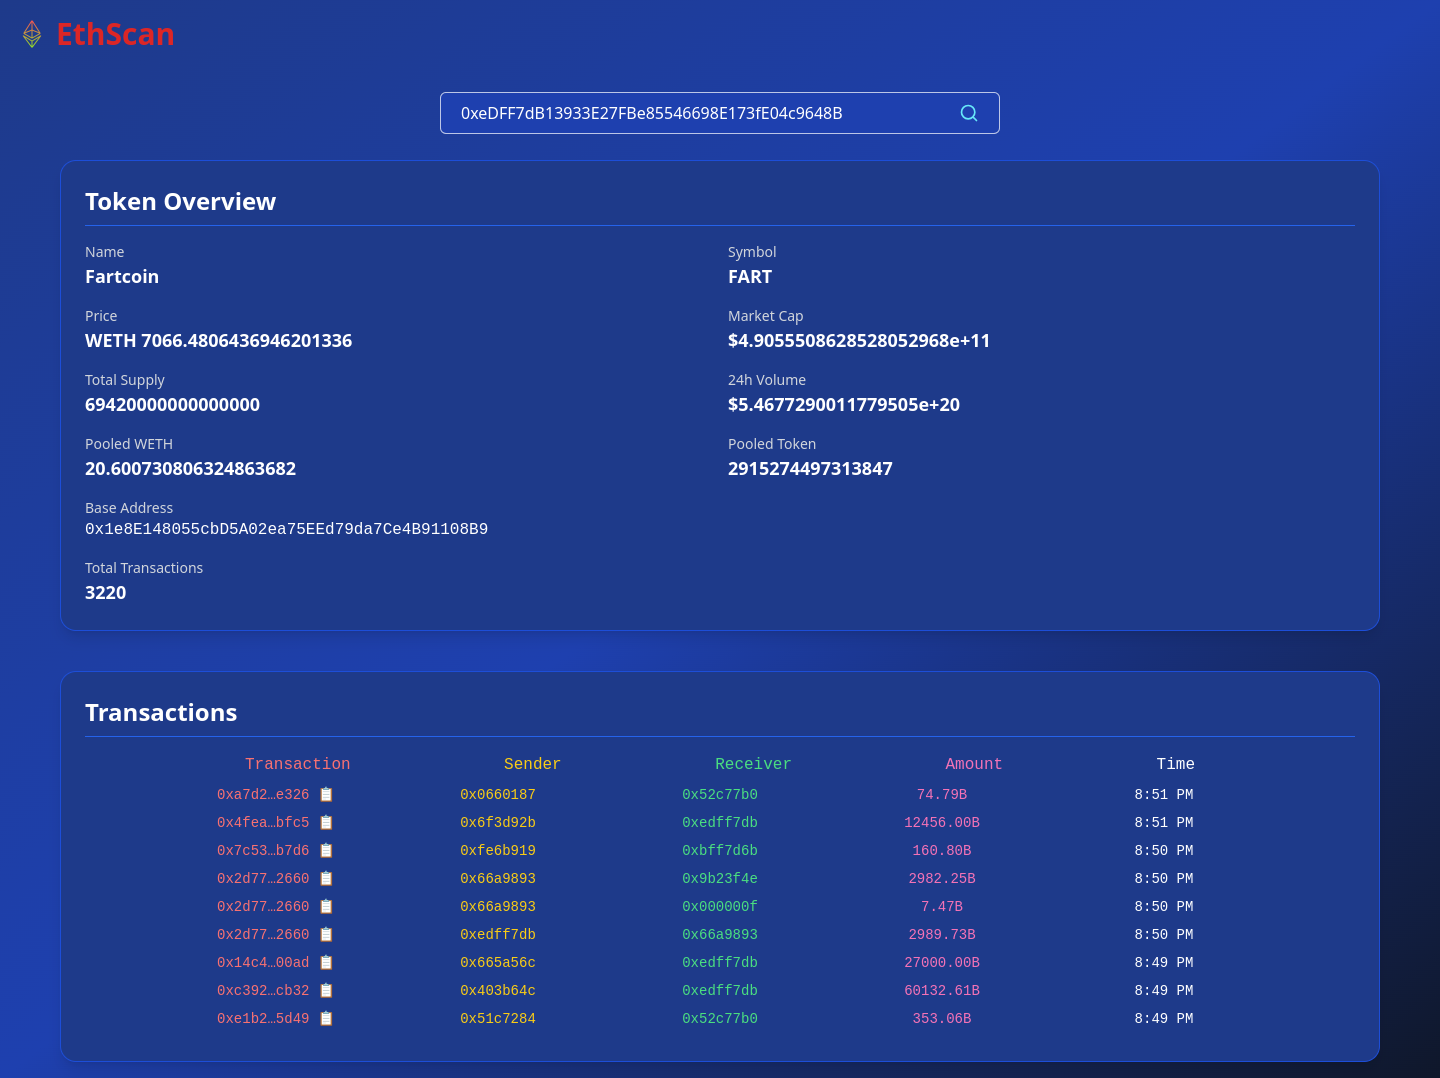 EthScan
0xeDFF7dB13933E27FBe85546698E173fE04c9648B
Token Overview
Name
Fartcoin
Symbol
FART
Price
WETH 7066.4806436946201336
Market Cap
$4.9055508628528052968e+11
Total Supply
69420000000000000
24h Volume
$5.4677290011779505e+20
Pooled WETH
20.600730806324863682
Pooled Token
2915274497313847
Base Address
0x1e8E148055cbD5A02ea75EEd79da7Ce4B91108B9
Total Transactions
3220
Transactions
Transaction Sender Receiver Amount Time
0xa7d2…e326 0x0660187 0x52c77b0 74.79B 8:51 PM
0x4fea…bfc5 0x6f3d92b 0xedff7db 12456.00B 8:51 PM
0x7c53…b7d6 0xfe6b919 0xbff7d6b 160.80B 8:50 PM
0x2d77…2660 0x66a9893 0x9b23f4e 2982.25B 8:50 PM
0x2d77…2660 0x66a9893 0x000000f 7.47B 8:50 PM
0x2d77…2660 0xedff7db 0x66a9893 2989.73B 8:50 PM
0x14c4…00ad 0x665a56c 0xedff7db 27000.00B 8:49 PM
0xc392…cb32 0x403b64c 0xedff7db 60132.61B 8:49 PM
0xe1b2…5d49 0x51c7284 0x52c77b0 353.06B 8:49 PM